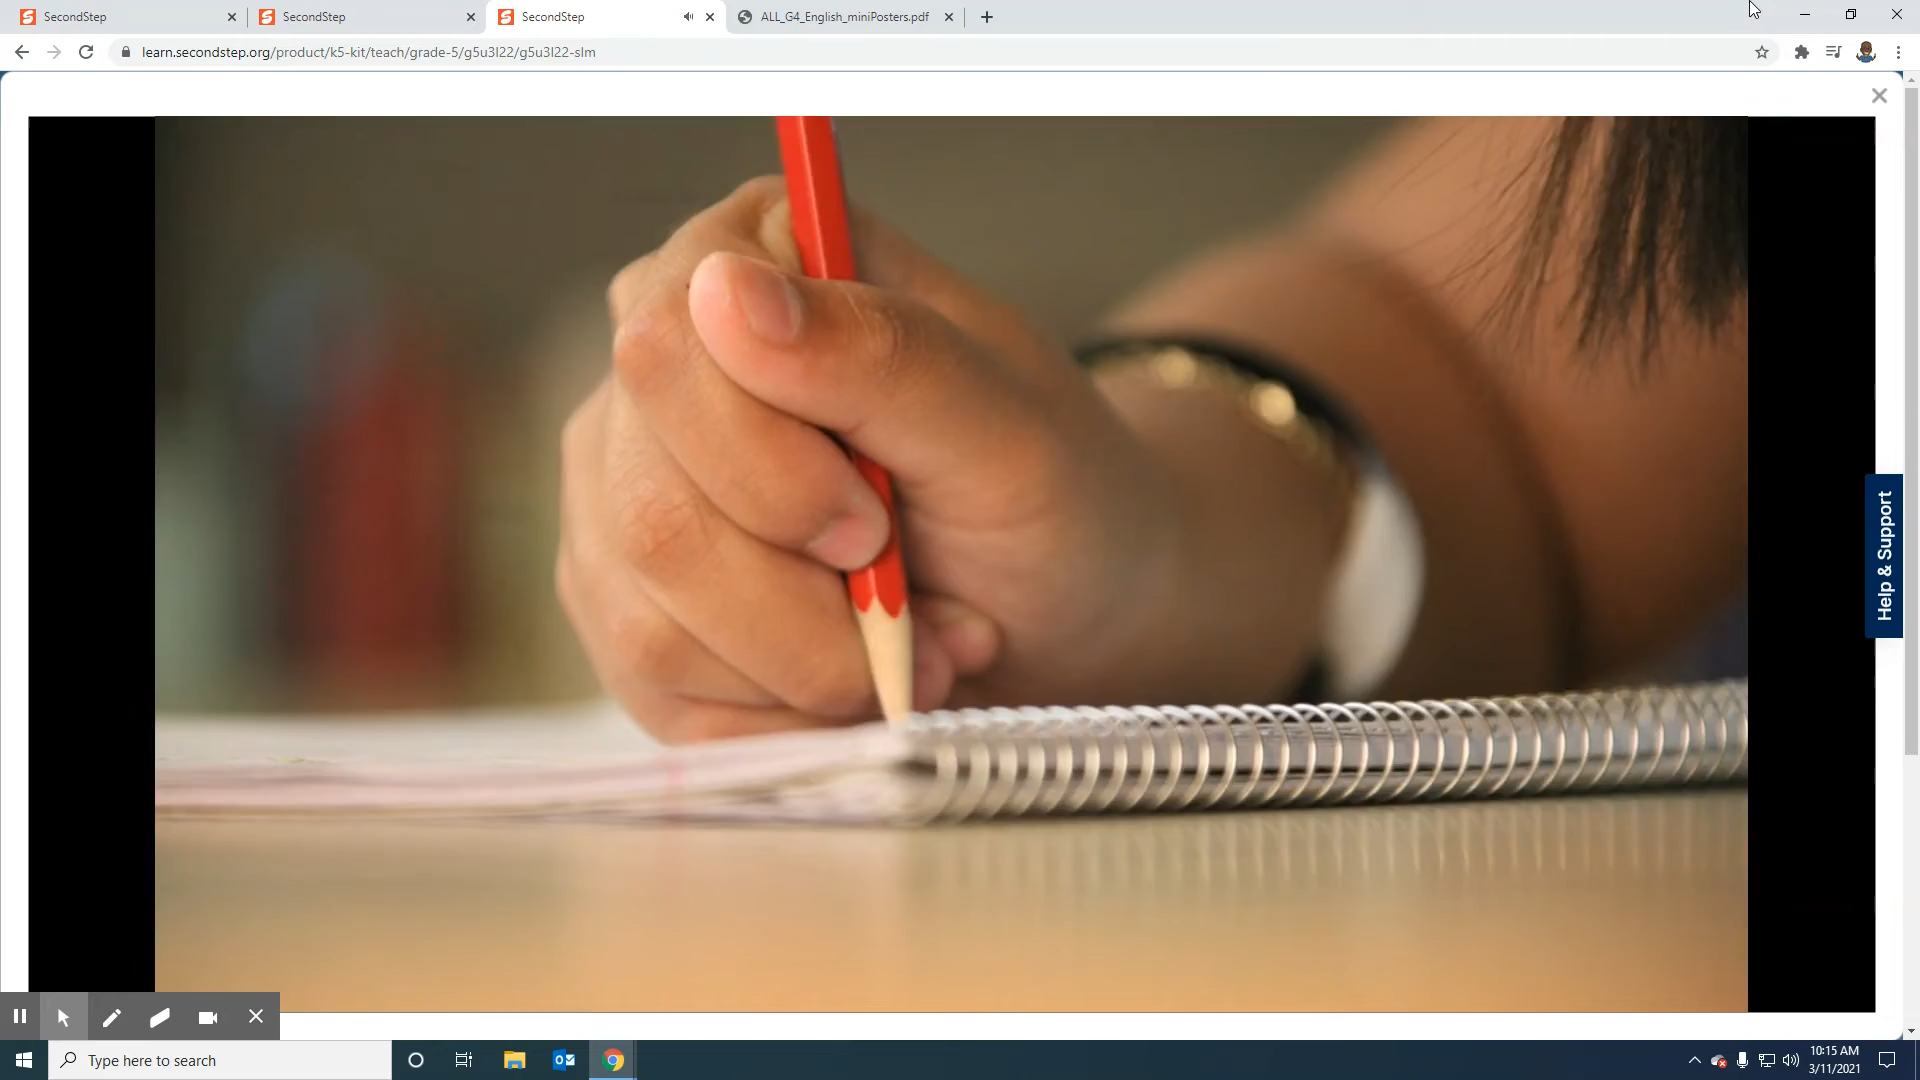 SecondStep
SecondStep
SecondStep
ALL_G4_English_miniPosters.pdf
learn.secondstep.org/product/k5-kit/teach/grade-5/g5u3l22/g5u3l22-slm
Help & Support
Type here to search
10:15 AM
3/11/2021